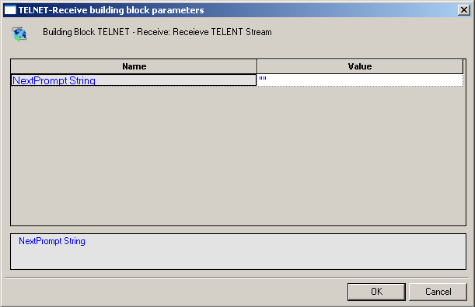 TELNET-Receive building block parameters
Building Block TELNET - Receive: Receieve TELENT Stream
Name Value
NextPrompt String ""
NextPrompt String
OK Cancel